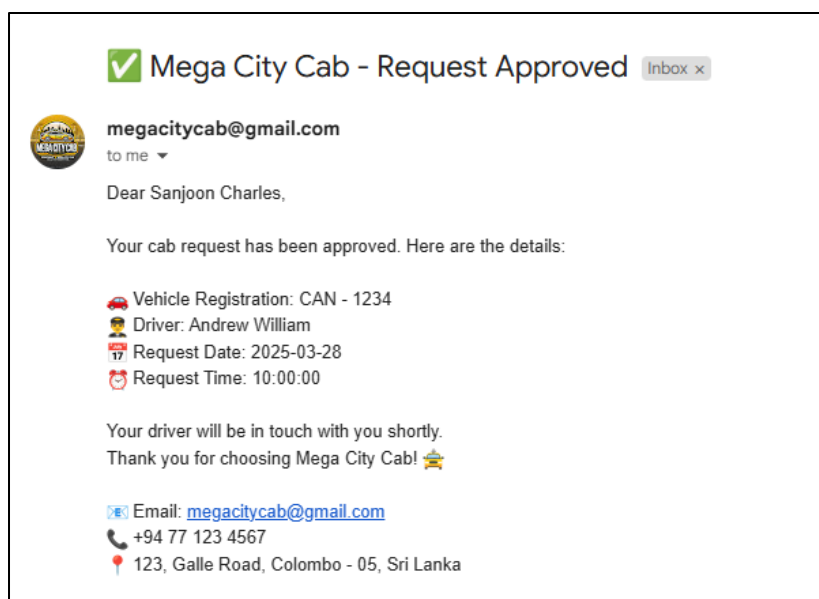 ✅ Mega City Cab - Request Approved Inbox ×
MEGA CITY CAB
megacitycab@gmail.com
to me
Dear Sanjoon Charles,
Your cab request has been approved. Here are the details:
🚗 Vehicle Registration: CAN - 1234
👨‍✈️ Driver: Andrew William
📅 Request Date: 2025-03-28
⏰ Request Time: 10:00:00
Your driver will be in touch with you shortly.
Thank you for choosing Mega City Cab! 🚖
📧 Email: megacitycab@gmail.com
📞 +94 77 123 4567
📍 123, Galle Road, Colombo - 05, Sri Lanka